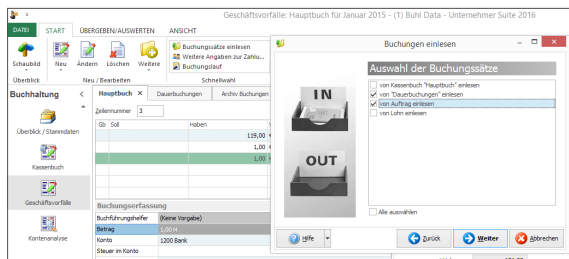 Geschäftsvorfälle: Hauptbuch für Januar 2015 - (1) Buhl Data - Unternehmer Suite 2016
DATEI START ÜBERGEBEN/AUSWERTEN ANSICHT
Schaubild Neu Ändern Löschen Weitere
Buchungssätze einlesen
Weitere Angaben zur Zahlu...
Buchungslauf
Überblick Neu / Bearbeiten Schnellwahl
Buchhaltung
Überblick / Stammdaten
Kassenbuch
Geschäftsvorfälle
Kontenanalyse
Hauptbuch Dauerbuchungen Archiv Buchungen
Zeilennummer 3
Gb Soll Haben
119,00
1,00
1,00
Buchungserfassung
Buchführungshelfer (Keine Vorgabe)
Betrag 1,00 H
Konto 1200 Bank
Steuer im Konto
Buchungen einlesen
IN
OUT
Auswahl der Buchungssätze
von Kassenbuch "Hauptbuch" einlesen
von "Dauerbuchungen" einlesen
von Auftrag einlesen
von Lohn einlesen
Alle auswählen
Hilfe Zurück Weiter Abbrechen